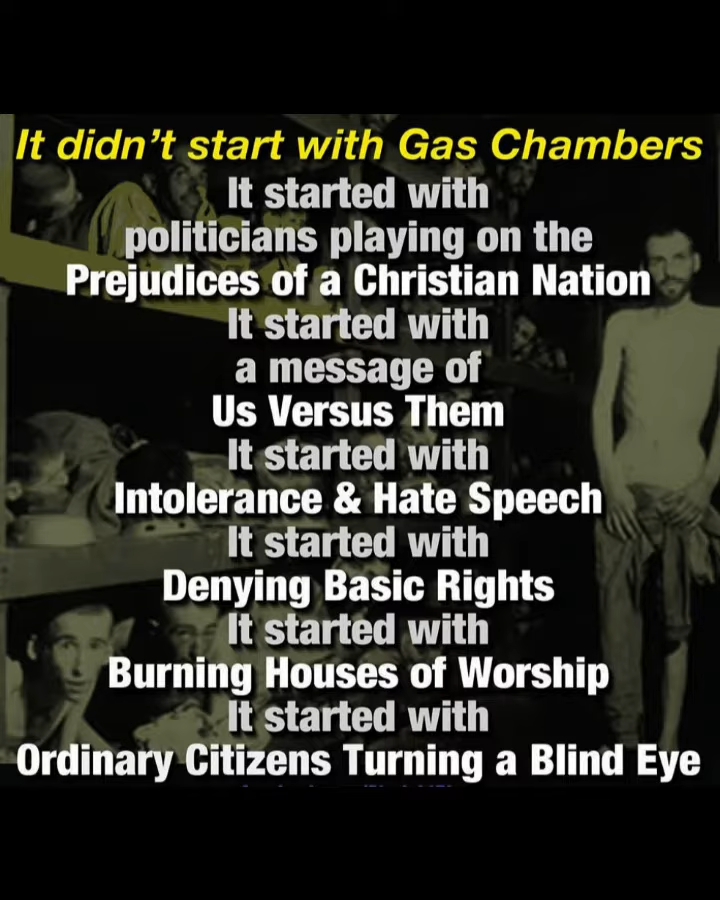 It didn’t start with Gas Chambers
It started with
politicians playing on the
Prejudices of a Christian Nation
It started with
a message of
Us Versus Them
It started with
Intolerance & Hate Speech
It started with
Denying Basic Rights
It started with
Burning Houses of Worship
It started with
Ordinary Citizens Turning a Blind Eye